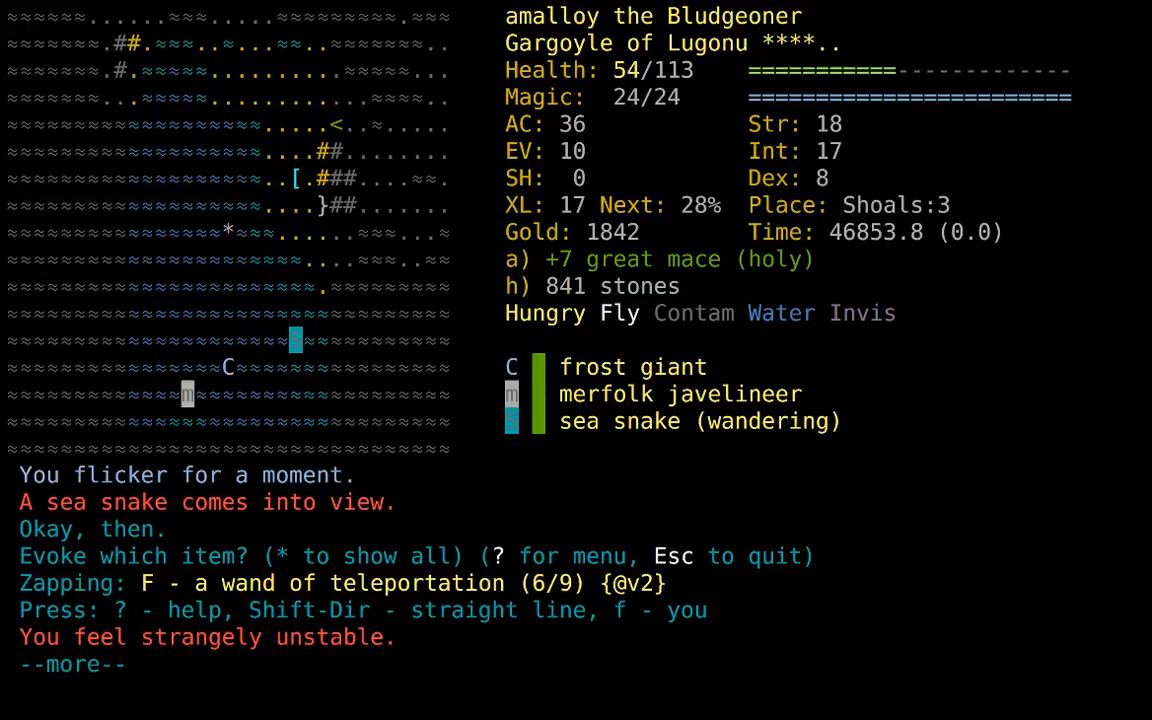 amalloy the Bludgeoner
Gargoyle of Lugonu ****..
Health: 54/113
Magic: 24/24
AC: 36 Str: 18
EV: 10 Int: 17
SH: 0 Dex: 8
XL: 17 Next: 28% Place: Shoals:3
Gold: 1842 Time: 46853.8 (0.0)
a) +7 great mace (holy)
h) 841 stones
Hungry Fly Contam Water Invis
C frost giant
m merfolk javelineer
sea snake (wandering)
You flicker for a moment.
A sea snake comes into view.
Okay, then.
Evoke which item? (* to show all) (? for menu, Esc to quit)
Zapping: F - a wand of teleportation (6/9) {@v2}
Press: ? - help, Shift-Dir - straight line, f - you
You feel strangely unstable.
--more--